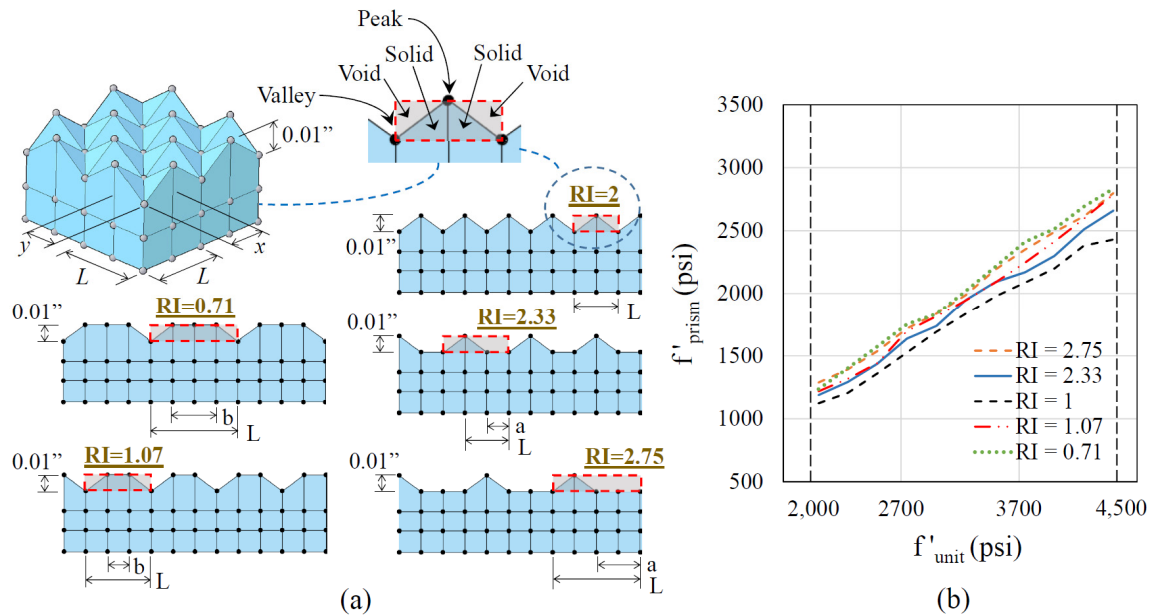 Peak
Solid
Solid
Void
Void
Valley
0.01”
y
x
L
L
RI=2
0.01”
L
RI=0.71
0.01”
b
L
RI=2.33
0.01”
a
L
RI=1.07
0.01”
b
L
RI=2.75
0.01”
a
L
(a)
3500
3000
2500
2000
1500
1000
500
f'prism (psi)
RI = 2.75
RI = 2.33
RI = 1
RI = 1.07
RI = 0.71
2,000
2700
3700
4,500
f'unit (psi)
(b)